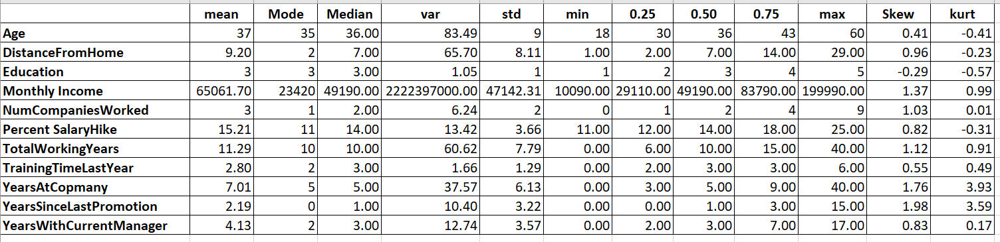 mean Mode Median var std min 0.25 0.50 0.75 max Skew kurt
Age 37 35 36.00 83.49 9 18 30 36 43 60 0.41 -0.41
DistanceFromHome 9.20 2 7.00 65.70 8.11 1.00 2.00 7.00 14.00 29.00 0.96 -0.23
Education 3 3 3.00 1.05 1 1 2 3 4 5 -0.29 -0.57
Monthly Income 65061.70 23420 49190.00 2222397000.00 47142.31 10090.00 29110.00 49190.00 83790.00 199990.00 1.37 0.99
NumCompaniesWorked 3 1 2.00 6.24 2 0 1 2 4 9 1.03 0.01
Percent SalaryHike 15.21 11 14.00 13.42 3.66 11.00 12.00 14.00 18.00 25.00 0.82 -0.31
TotalWorkingYears 11.29 10 10.00 60.62 7.79 0.00 6.00 10.00 15.00 40.00 1.12 0.91
TrainingTimeLastYear 2.80 2 3.00 1.66 1.29 0.00 2.00 3.00 3.00 6.00 0.55 0.49
YearsAtCopmany 7.01 5 5.00 37.57 6.13 0.00 3.00 5.00 9.00 40.00 1.76 3.93
YearsSinceLastPromotion 2.19 0 1.00 10.40 3.22 0.00 0.00 1.00 3.00 15.00 1.98 3.59
YearsWithCurrentManager 4.13 2 3.00 12.74 3.57 0.00 2.00 3.00 7.00 17.00 0.83 0.17